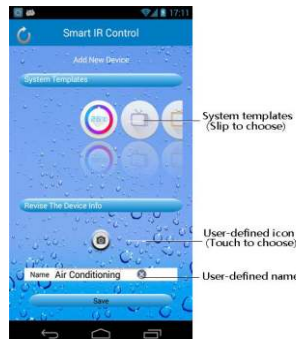 17:11
Smart IR Control
Add New Device
System Templates
System templates
(Slip to choose)
Revise The Device Info
User-defined icon
(Touch to choose)
Name Air Conditioning
User-defined name
Save